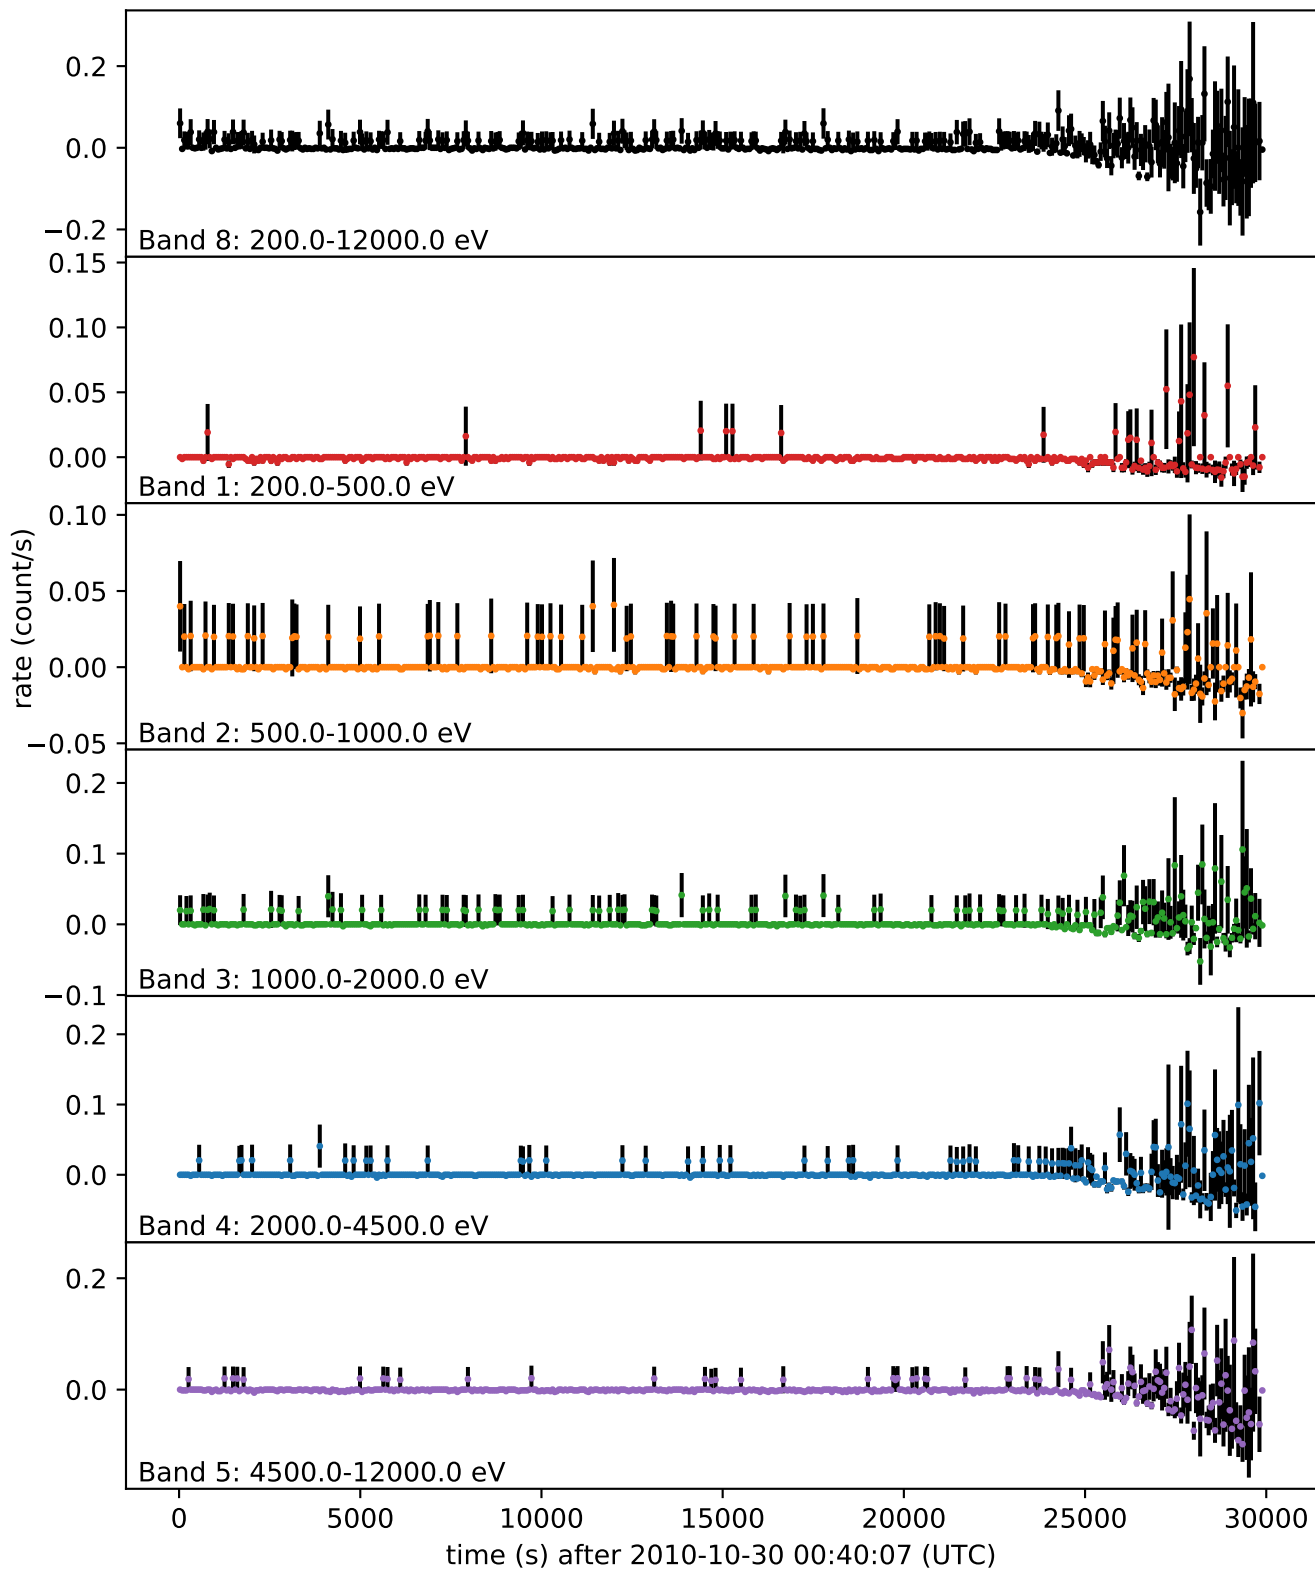 0.2
0.0
−0.2
Band 8: 200.0-12000.0 eV
0.15
0.10
0.05
0.00
Band 1: 200.0-500.0 eV
0.10
0.05
0.00
−0.05
Band 2: 500.0-1000.0 eV
rate (count/s)
0.2
0.1
0.0
−0.1
Band 3: 1000.0-2000.0 eV
0.2
0.1
0.0
Band 4: 2000.0-4500.0 eV
0.2
0.0
Band 5: 4500.0-12000.0 eV
0 5000 10000 15000 20000 25000 30000
time (s) after 2010-10-30 00:40:07 (UTC)